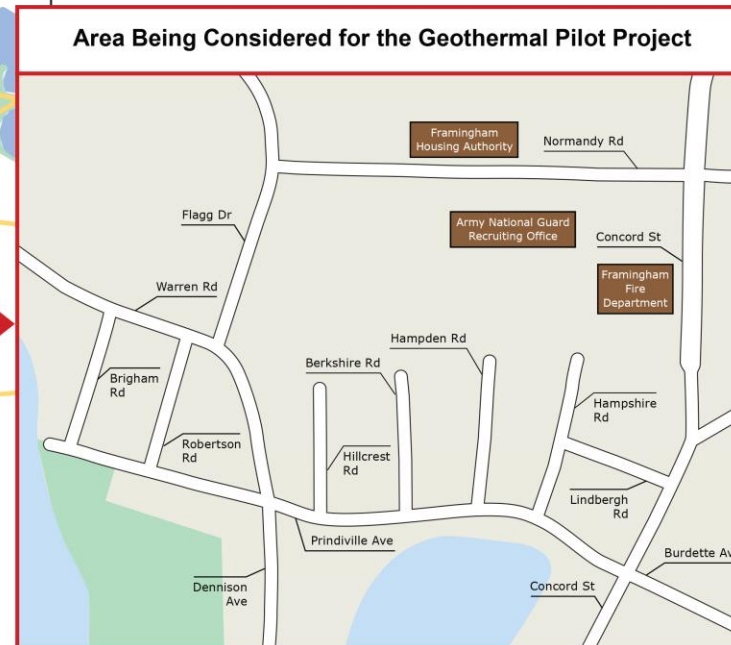 Area Being Considered for the Geothermal Pilot Project
Framingham
Housing Authority
Normandy Rd
Flagg Dr
Army National Guard
Recruiting Office
Concord St
Framingham
Fire
Department
Warren Rd
Hampden Rd
Berkshire Rd
Brigham
Rd
Hampshire
Rd
Robertson
Rd
Hillcrest
Rd
Lindbergh
Rd
Prindiville Ave
Burdette Av
Dennison
Ave
Concord St